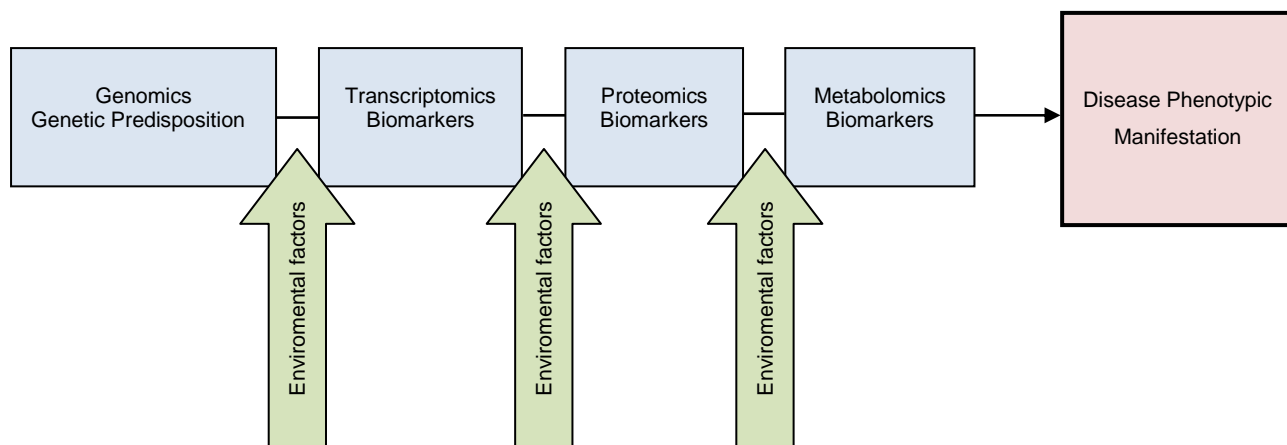 Genomics
Genetic Predisposition
Transcriptomics
Biomarkers
Proteomics
Biomarkers
Metabolomics
Biomarkers
Disease Phenotypic
Manifestation
Enviromental factors
Enviromental factors
Enviromental factors